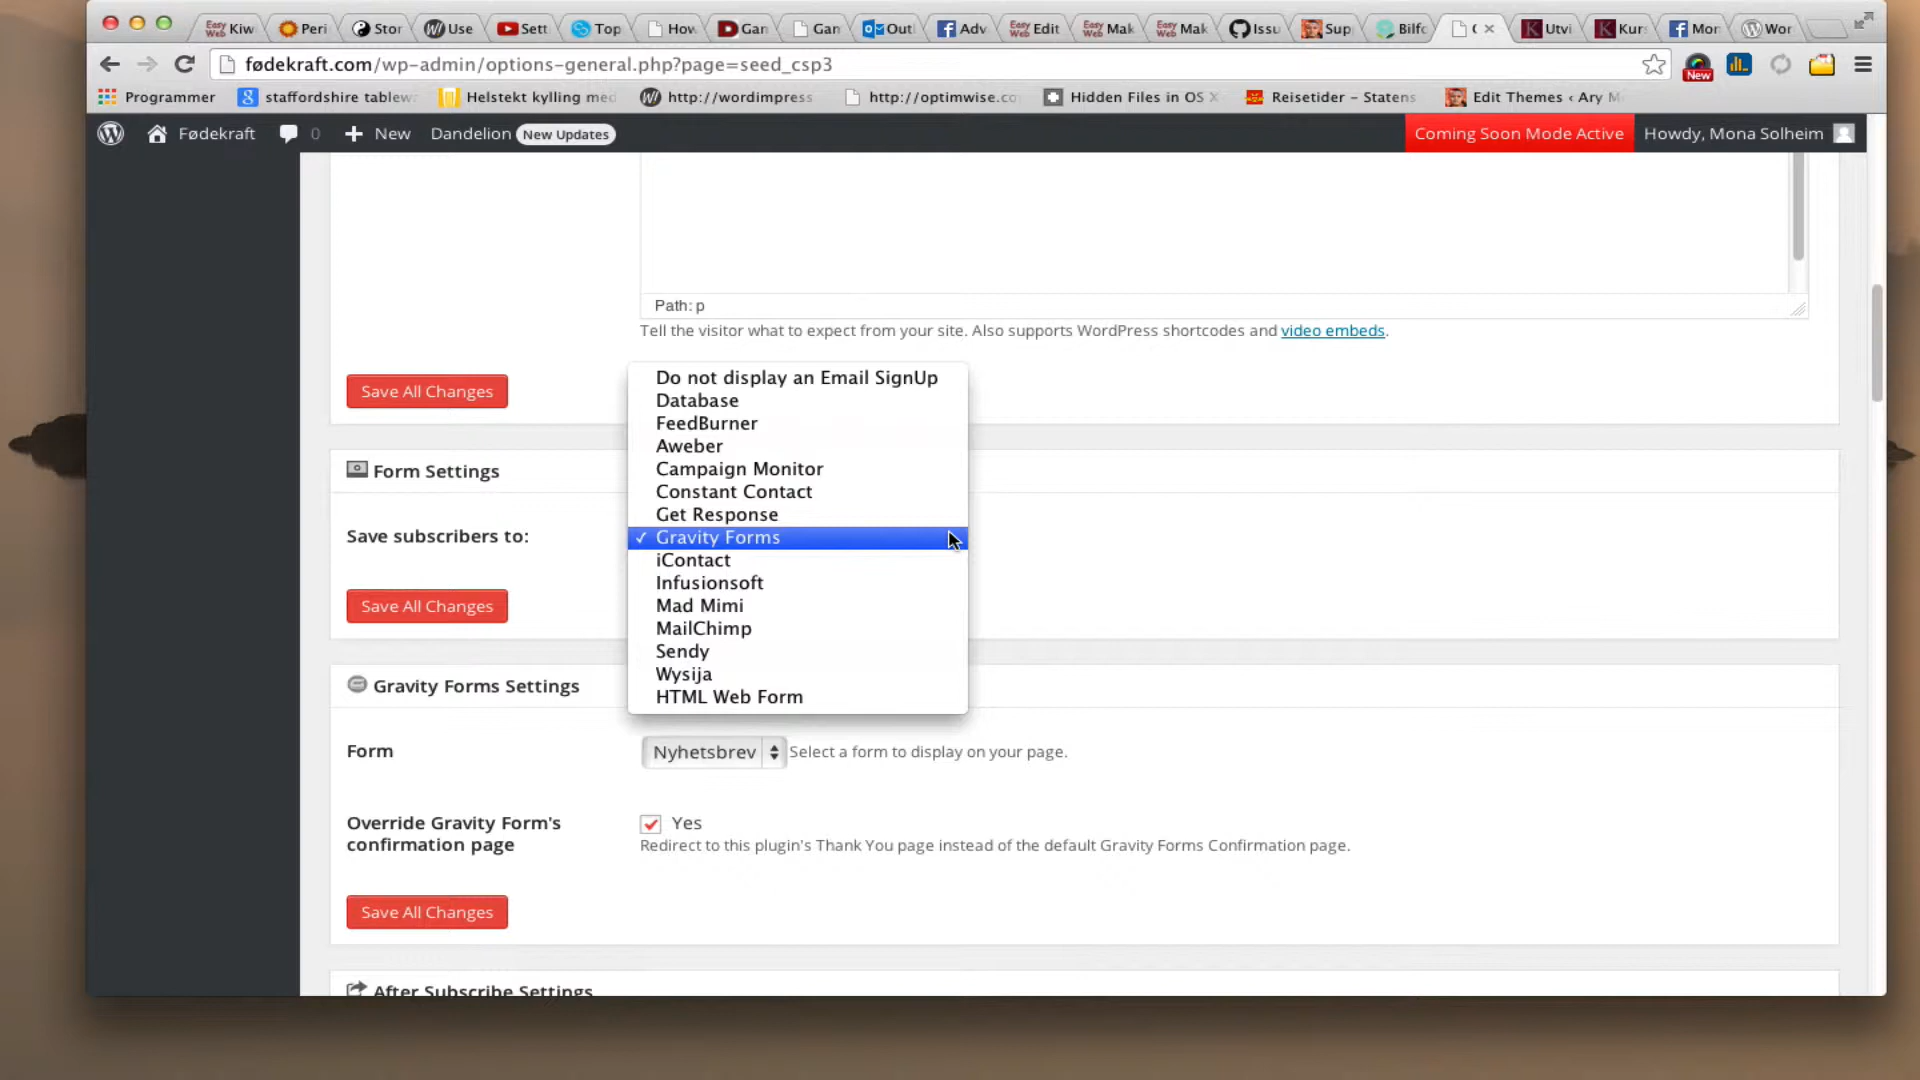 Kiw Peri Stor Use Sett Top How Gan Gan Outl Adv Edit Mak Mak Issu Sup Bilfo Utvi Kurs Mor Wor
fødekraft.com/wp-admin/options-general.php?page=seed_csp3
New
Programmer staffordshire tablew Helstekt kylling med http://wordimpress http://optimwise.co Hidden Files in OS X Reisetider – Statens Edit Themes ‹ Ary M
Fødekraft 0 New Dandelion New Updates Coming Soon Mode Active Howdy, Mona Solheim
Path: p
Tell the visitor what to expect from your site. Also supports WordPress shortcodes and video embeds.
Save All Changes
Do not display an Email SignUp
Database
FeedBurner
Aweber
Campaign Monitor
Constant Contact
Get Response
✓ Gravity Forms
iContact
Infusionsoft
Mad Mimi
MailChimp
Sendy
Wysija
HTML Web Form
Form Settings
Save subscribers to:
Save All Changes
Gravity Forms Settings
Form Nyhetsbrev Select a form to display on your page.
Override Gravity Form's
confirmation page
Yes
Redirect to this plugin's Thank You page instead of the default Gravity Forms Confirmation page.
Save All Changes
After Subscribe Settings